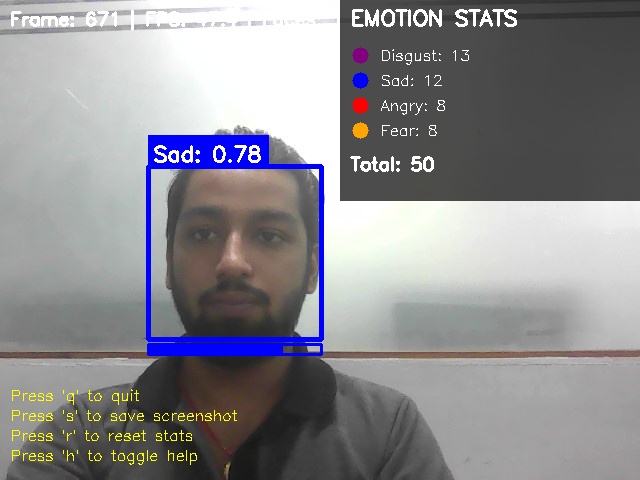 Frame: 671 | FPS:
EMOTION STATS
Disgust: 13
Sad: 12
Angry: 8
Fear: 8
Total: 50
Sad: 0.78
Press 'q' to quit
Press 's' to save screenshot
Press 'r' to reset stats
Press 'h' to toggle help